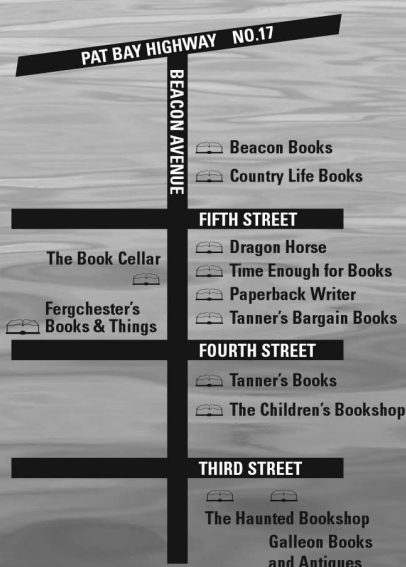 PAT BAY HIGHWAY NO.17
BEACON AVENUE
Beacon Books
Country Life Books
FIFTH STREET
The Book Cellar
Dragon Horse
Time Enough for Books
Paperback Writer
Tanner's Bargain Books
Fergchester's
Books & Things
FOURTH STREET
Tanner's Books
The Children's Bookshop
THIRD STREET
The Haunted Bookshop
Galleon Books
and Antiques